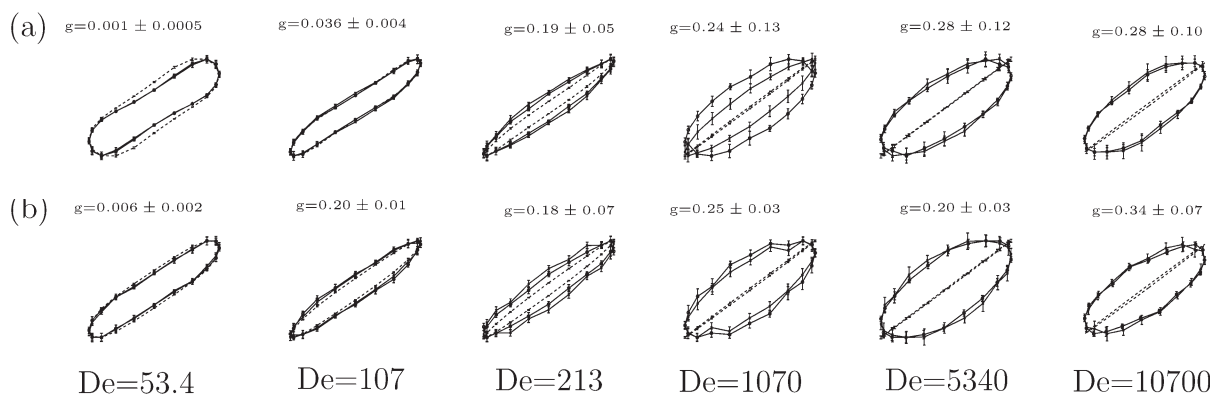 (a) g=0.001 ± 0.0005 g=0.036 ± 0.004 g=0.19 ± 0.05 g=0.24 ± 0.13 g=0.28 ± 0.12 g=0.28 ± 0.10
(b) g=0.006 ± 0.002 g=0.20 ± 0.01 g=0.18 ± 0.07 g=0.25 ± 0.03 g=0.20 ± 0.03 g=0.34 ± 0.07
De=53.4 De=107 De=213 De=1070 De=5340 De=10700